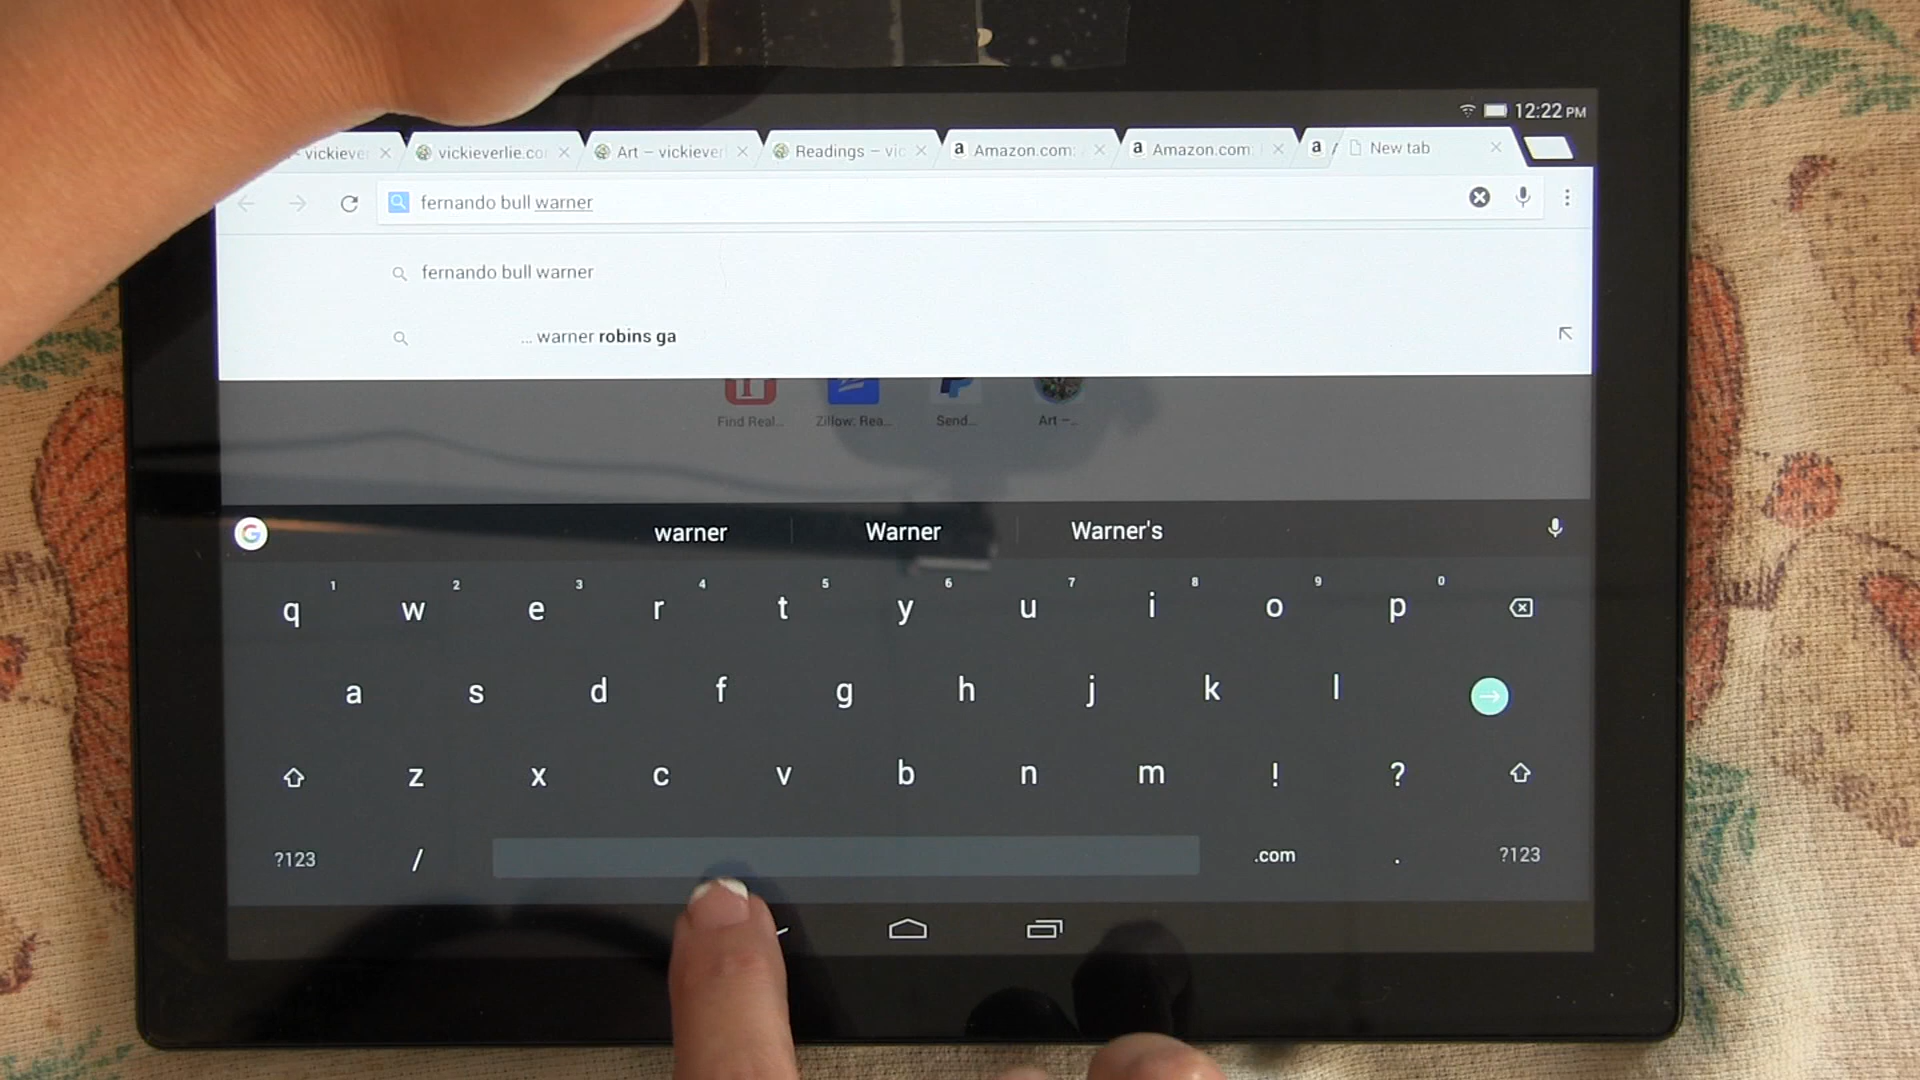 12:22 PM
- vickieve
vickieverlie.co
Art – vickiever
Readings – vic
Amazon.com:
Amazon.com:
New tab
fernando bull warner
fernando bull warner
... warner robins ga
Find Real...
Zillow: Rea...
Send...
Art –...
warner Warner Warner's
1 2 3 4 5 6 7 8 9 0
q w e r t y u i o p
a s d f g h j k l
z x c v b n m ! ?
?123 / .com . ?123